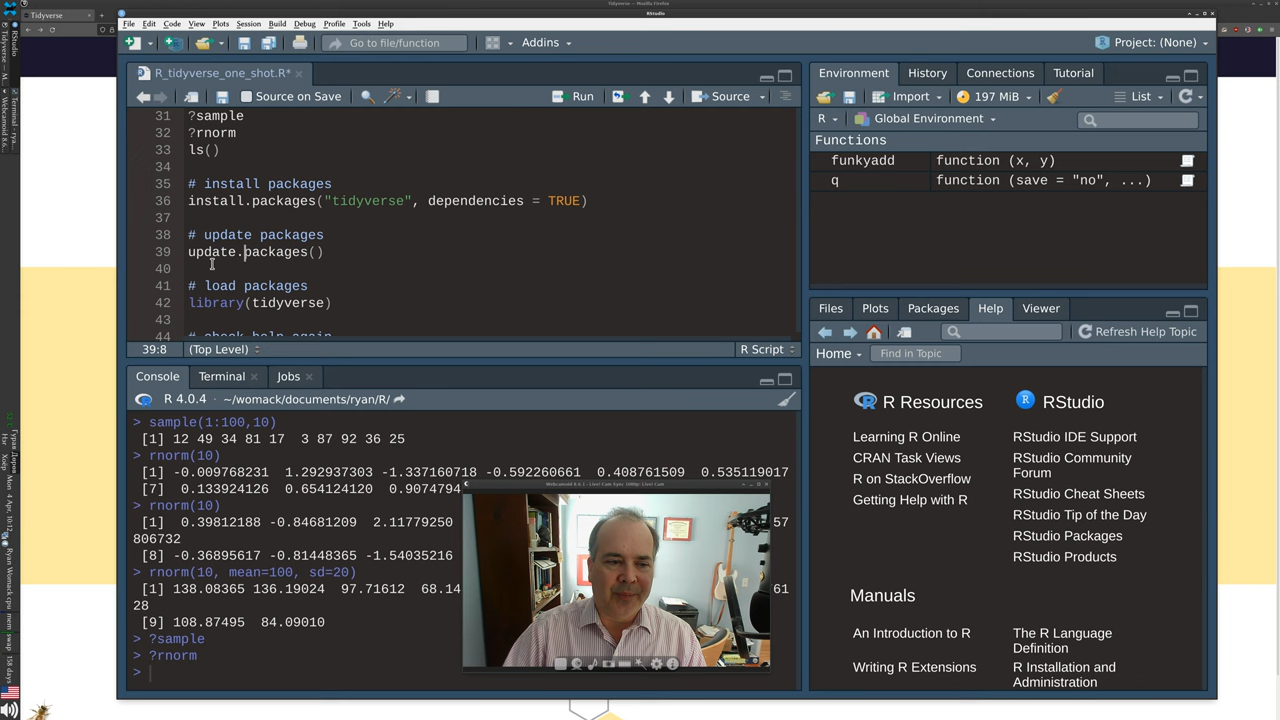 Tidyverse — Mozilla Firefox
Tidyverse
RStudio
File Edit Code View Plots Session Build Debug Profile Tools Help
Go to file/function
Addins
Project: (None)
R_tidyverse_one_shot.R*
Source on Save
Run
Source
31 ?sample
32 ?rnorm
33 ls()
34
35 # install packages
36 install.packages("tidyverse", dependencies = TRUE)
37
38 # update packages
39 update.packages()
40
41 # load packages
42 library(tidyverse)
43
44 # check help again
39:8 (Top Level) R Script
Console Terminal Jobs
R 4.0.4 · ~/womack/documents/ryan/R/
> sample(1:100,10)
[1] 12 49 34 81 17 3 87 92 36 25
> rnorm(10)
[1] -0.009768231 1.292937303 -1.337160718 -0.592260661 0.408761509 0.535119017
[7] 0.133924126 0.654124120 0.9074794
> rnorm(10)
[1] 0.39812188 -0.84681209 2.11779250 57
806732
[8] -0.36895617 -0.81448365 -1.54035216
> rnorm(10, mean=100, sd=20)
[1] 138.08365 136.19024 97.71612 68.14 61
28
[9] 108.87495 84.09010
> ?sample
> ?rnorm
>
Environment History Connections Tutorial
Import 197 MiB List
R Global Environment
Functions
funkyadd function (x, y)
q function (save = "no", ...)
Files Plots Packages Help Viewer
Refresh Help Topic
Home Find in Topic
R Resources
Learning R Online
CRAN Task Views
R on StackOverflow
Getting Help with R
RStudio
RStudio IDE Support
RStudio Community
Forum
RStudio Cheat Sheets
RStudio Tip of the Day
RStudio Packages
RStudio Products
Manuals
An Introduction to R
Writing R Extensions
The R Language
Definition
R Installation and
Administration